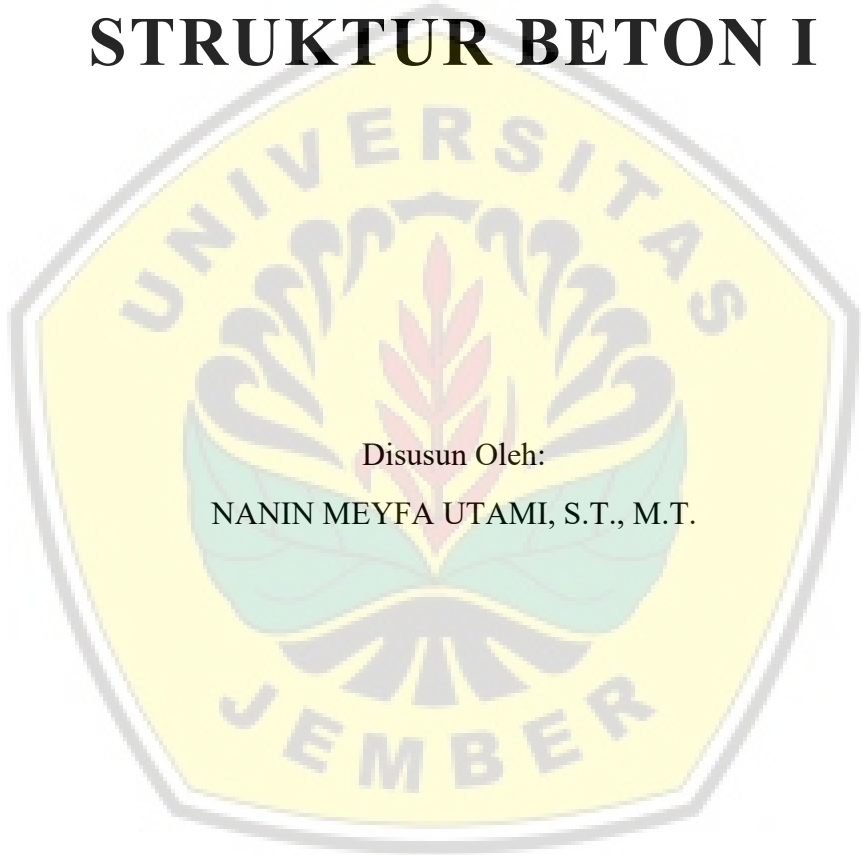 STRUKTUR BETON I
UNIVERSITAS
Disusun Oleh:
NANIN MEYFA UTAMI, S.T., M.T.
JEMBER